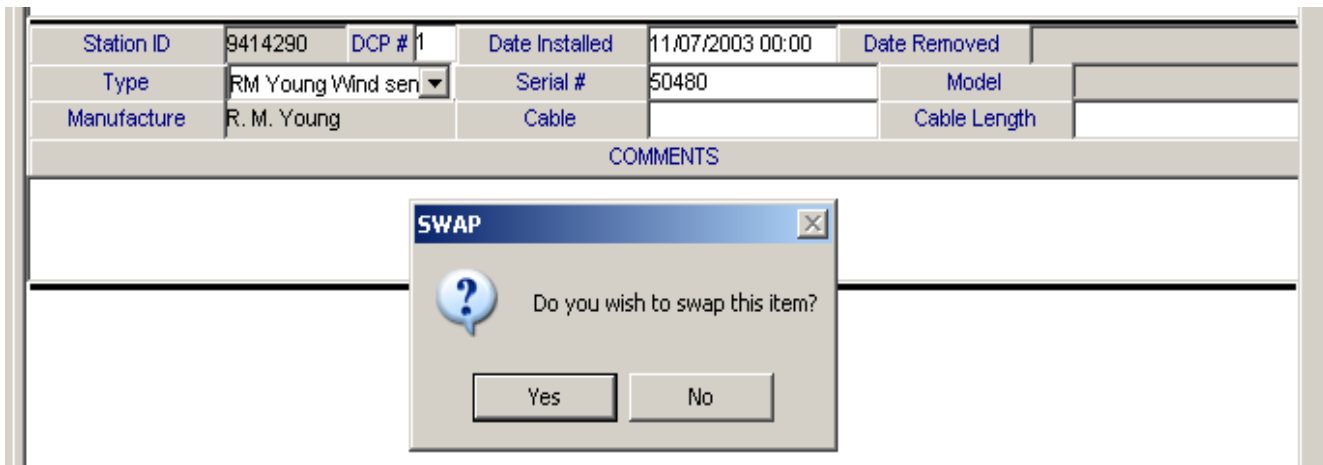 Station ID 9414290 DCP # 1 Date Installed 11/07/2003 00:00 Date Removed
Type RM Young Wind sen Serial # 50480 Model
Manufacture R. M. Young Cable Cable Length
COMMENTS
SWAP
Do you wish to swap this item?
Yes No